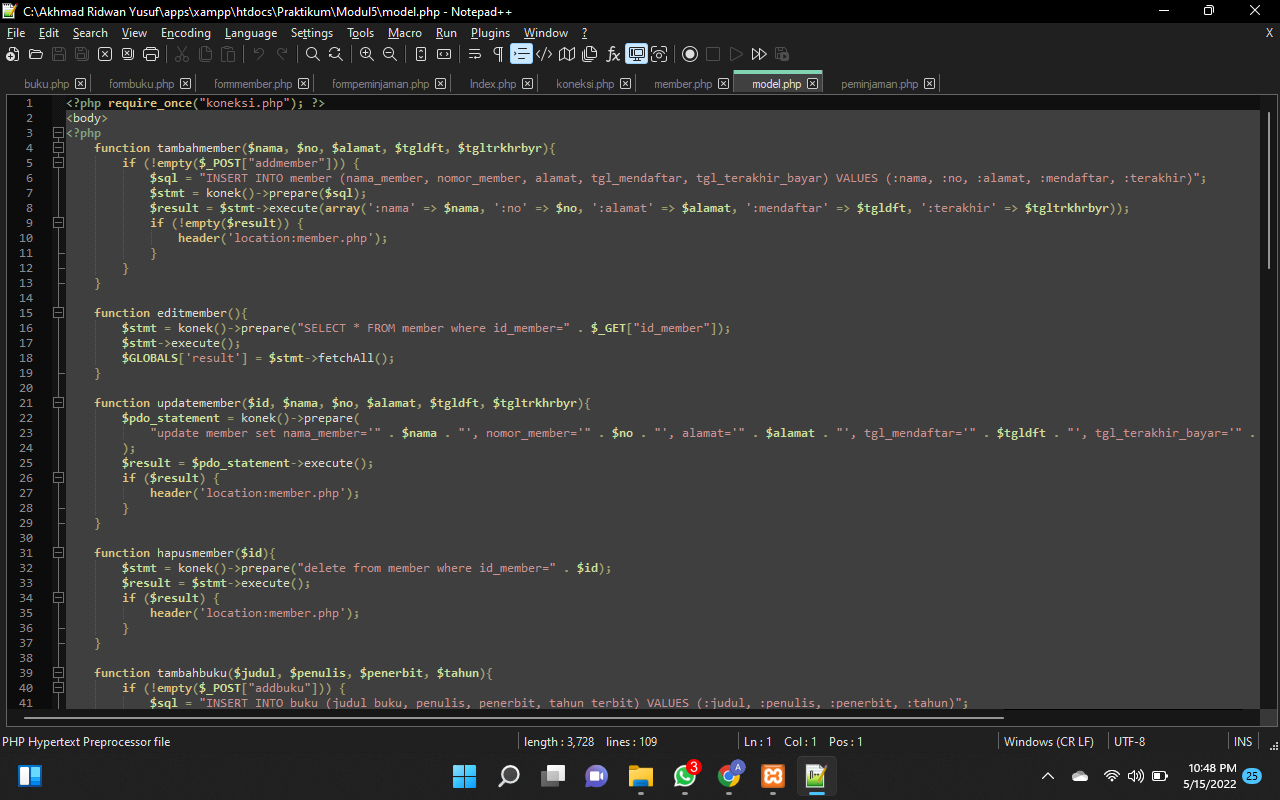 C:\Akhmad Ridwan Yusuf\apps\xampp\htdocs\Praktikum\Modul5\model.php - Notepad++
File Edit Search View Encoding Language Settings Tools Macro Run Plugins Window ? X
buku.php formbuku.php formmember.php formpeminjaman.php Index.php koneksi.php member.php model.php peminjaman.php
1 <?php require_once("koneksi.php"); ?>
2 <body>
3 <?php
4 function tambahmember($nama, $no, $alamat, $tgldft, $tgltrkhrbyr){
5 if (!empty($_POST["addmember"])) {
6 $sql = "INSERT INTO member (nama_member, nomor_member, alamat, tgl_mendaftar, tgl_terakhir_bayar) VALUES (:nama, :no, :alamat, :mendaftar, :terakhir)";
7 $stmt = konek()->prepare($sql);
8 $result = $stmt->execute(array(':nama' => $nama, ':no' => $no, ':alamat' => $alamat, ':mendaftar' => $tgldft, ':terakhir' => $tgltrkhrbyr));
9 if (!empty($result)) {
10 header('location:member.php');
11 }
12 }
13 }
14
15 function editmember(){
16 $stmt = konek()->prepare("SELECT * FROM member where id_member=" . $_GET["id_member"]);
17 $stmt->execute();
18 $GLOBALS['result'] = $stmt->fetchAll();
19 }
20
21 function updatemember($id, $nama, $no, $alamat, $tgldft, $tgltrkhrbyr){
22 $pdo_statement = konek()->prepare(
23 "update member set nama_member='" . $nama . "', nomor_member='" . $no . "', alamat='" . $alamat . "', tgl_mendaftar='" . $tgldft . "', tgl_terakhir_bayar='" .
24 );
25 $result = $pdo_statement->execute();
26 if ($result) {
27 header('location:member.php');
28 }
29 }
30
31 function hapusmember($id){
32 $stmt = konek()->prepare("delete from member where id_member=" . $id);
33 $result = $stmt->execute();
34 if ($result) {
35 header('location:member.php');
36 }
37 }
38
39 function tambahbuku($judul, $penulis, $penerbit, $tahun){
40 if (!empty($_POST["addbuku"])) {
41 $sql = "INSERT INTO buku (judul_buku, penulis, penerbit, tahun_terbit) VALUES (:judul, :penulis, :penerbit, :tahun)";
PHP Hypertext Preprocessor file length : 3,728 lines : 109 Ln : 1 Col : 1 Pos : 1 Windows (CR LF) UTF-8 INS
3 A 10:48 PM
5/15/2022 25